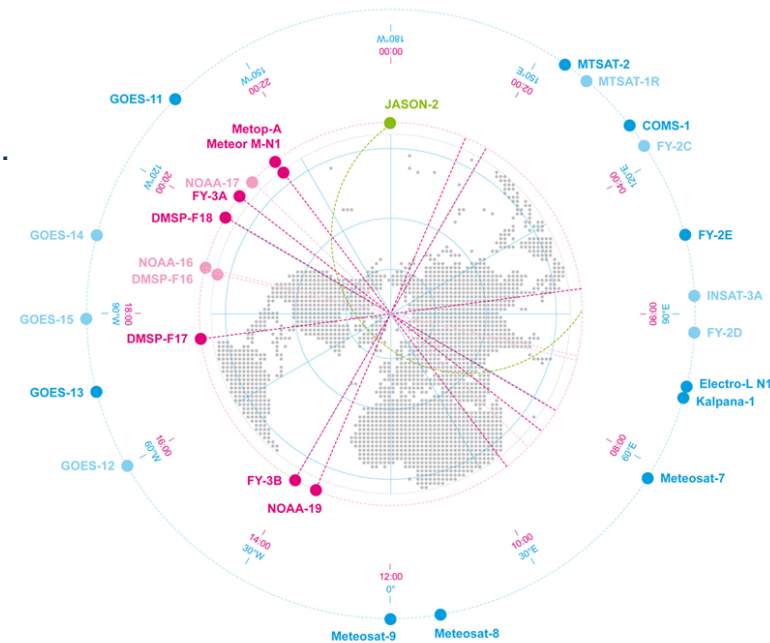 180°W
00:00
150°W
22:00
150°E
02:00
MTSAT-2
MTSAT-1R
GOES-11
JASON-2
COMS-1
FY-2C
Metop-A
Meteor M-N1
120°W
20:00
120°E
04:00
NOAA-17
FY-3A
DMSP-F18
GOES-14
FY-2E
NOAA-16
DMSP-F16
INSAT-3A
GOES-15
90°W
18:00
06:00
90°E
FY-2D
DMSP-F17
GOES-13
Electro-L N1
Kalpana-1
16:00
60°W
08:00
60°E
GOES-12
Meteosat-7
FY-3B
NOAA-19
14:00
30°W
10:00
30°E
12:00
0°
Meteosat-9
Meteosat-8